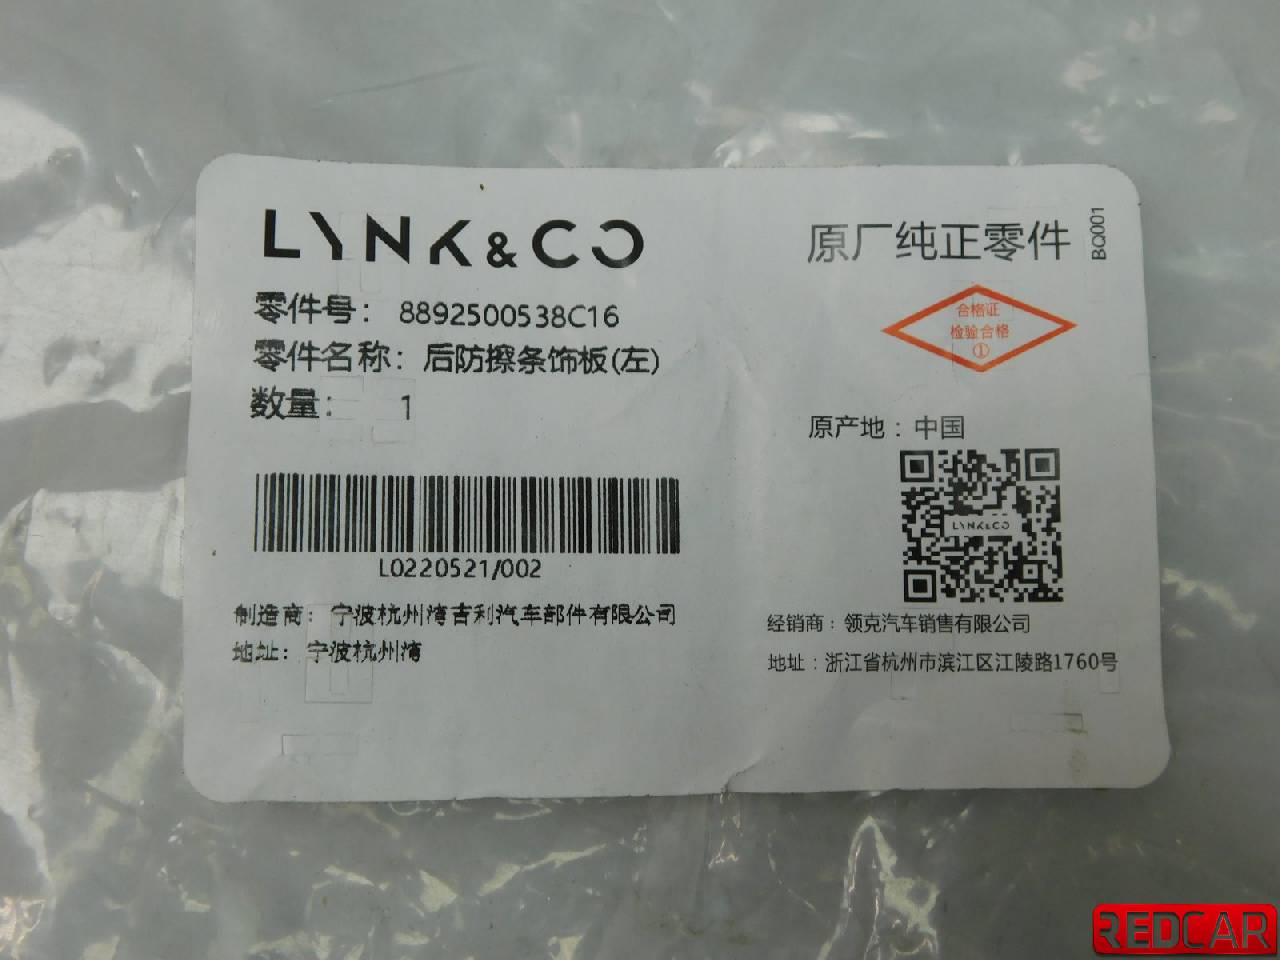 LYNK&CO
零件号： 8892500538C16
零件名称：后防擦条饰板(左)
数量： 1
L0220521/002
制造商： 宁波杭州湾吉利汽车部件有限公司
地址： 宁波杭州湾
原厂纯正零件
BQ001
合格证
检验合格
①
原产地：中国
LYNK&CO
经销商：领克汽车销售有限公司
地址：浙江省杭州市滨江区江陵路1760号
REDCAR